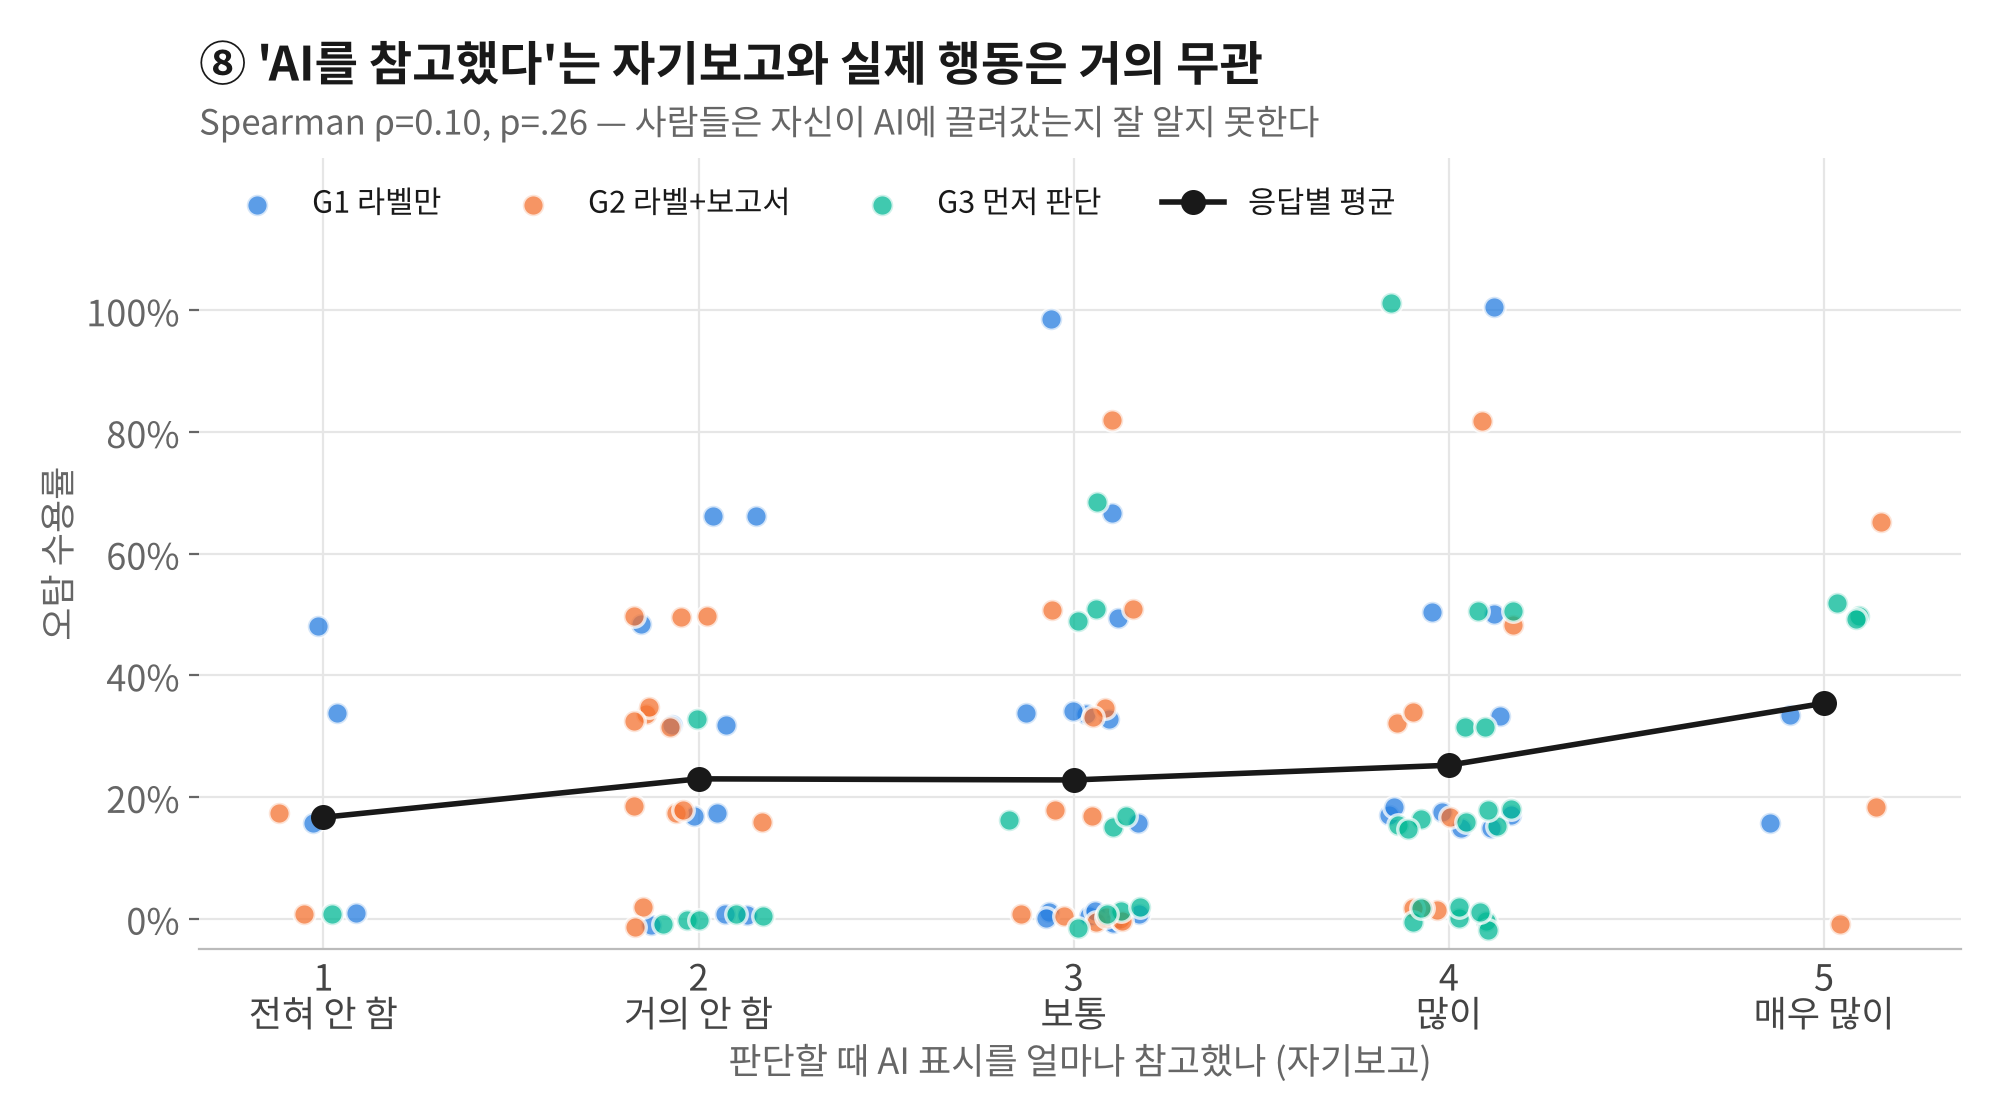 ⑧ 'AI를 참고했다'는 자기보고와 실제 행동은 거의 무관
Spearman ρ=0.10, p=.26 — 사람들은 자신이 AI에 끌려갔는지 잘 알지 못한다
G1 라벨만
G2 라벨+보고서
G3 먼저 판단
응답별 평균
오탐 수용률
100%
80%
60%
40%
20%
0%
1
전혀 안 함
2
거의 안 함
3
보통
4
많이
5
매우 많이
판단할 때 AI 표시를 얼마나 참고했나 (자기보고)